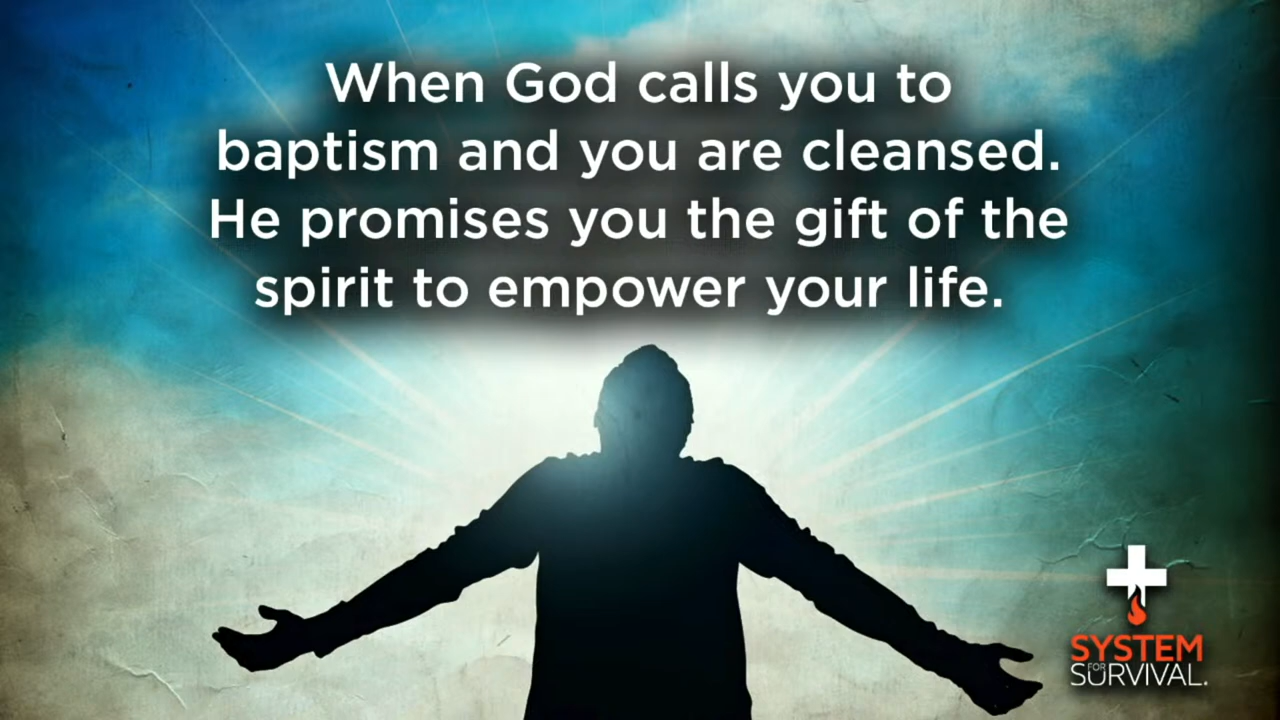 When God calls you to
baptism and you are cleansed.
He promises you the gift of the
spirit to empower your life.
SYSTEM
FOR
SURVIVAL.